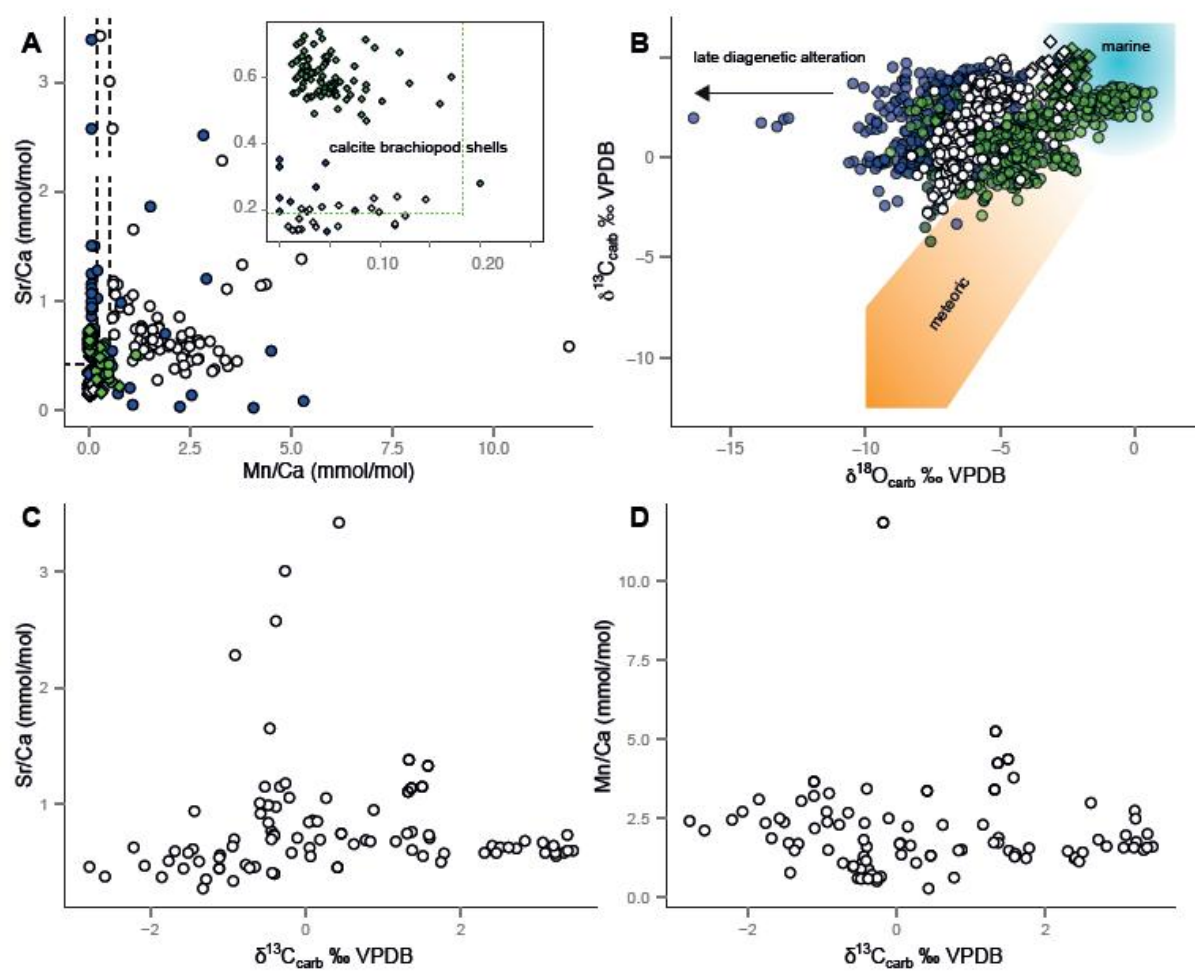 A
3
2
1
0
Sr/Ca (mmol/mol)
0.0
2.5
5.0
7.5
10.0
Mn/Ca (mmol/mol)
0.6
0.4
0.2
calcite brachiopod shells
0.10
0.20
B
late diagenetic alteration
marine
meteoric
0
−5
−10
δ13Ccarb ‰ VPDB
−15
−10
−5
0
δ18Ocarb ‰ VPDB
C
3
2
1
Sr/Ca (mmol/mol)
−2
0
2
δ13Ccarb ‰ VPDB
D
10.0
7.5
5.0
2.5
0.0
Mn/Ca (mmol/mol)
−2
0
2
δ13Ccarb ‰ VPDB